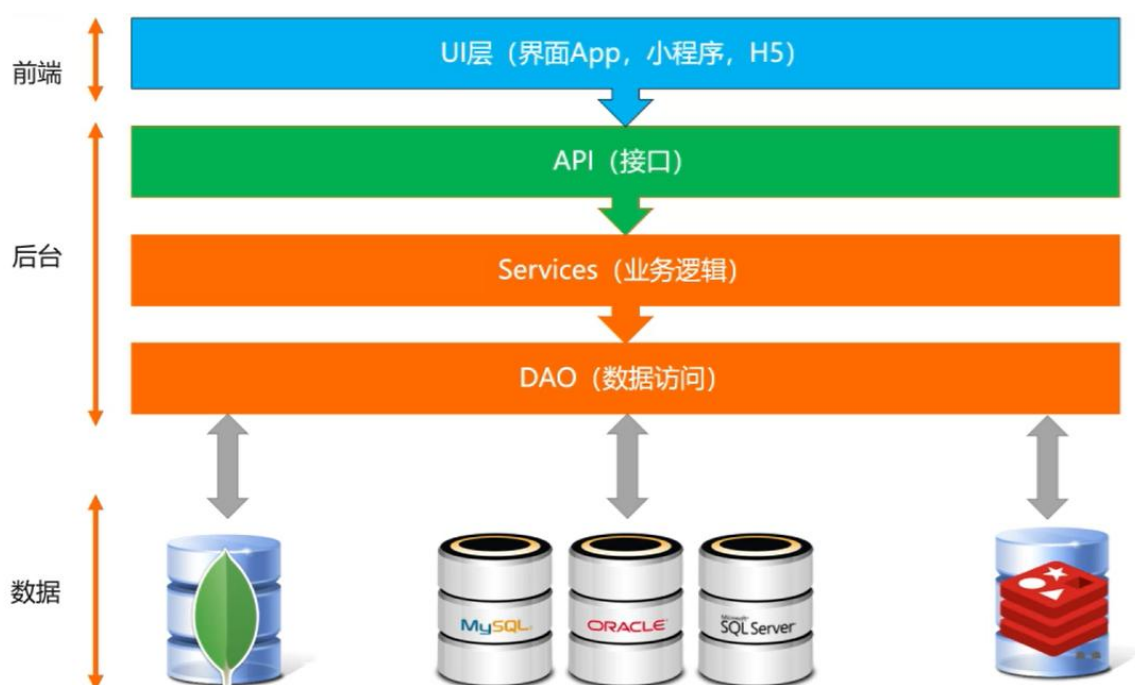 前端
UI层（界面App，小程序，H5）
API（接口）
后台
Services（业务逻辑）
DAO（数据访问）
数据
MySQL
ORACLE
Microsoft
SQL Server